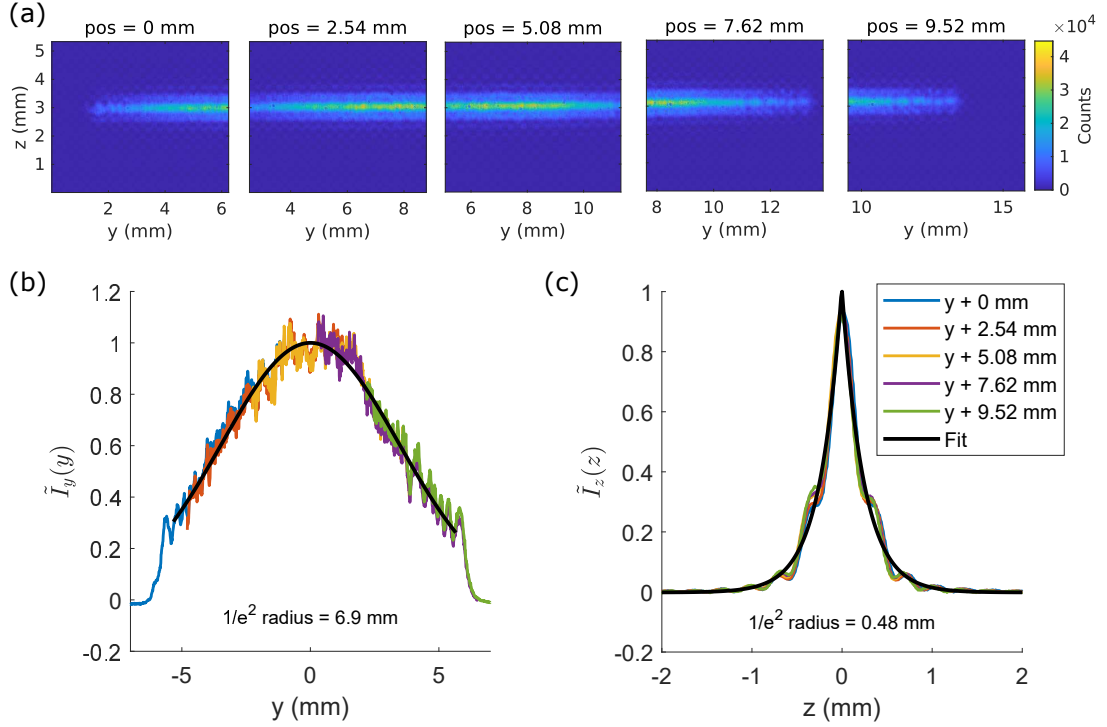 (a)
pos = 0 mm
pos = 2.54 mm
pos = 5.08 mm
pos = 7.62 mm
pos = 9.52 mm
×10⁴
z (mm)
5
4
3
2
1
2 4 6
4 6 8
6 8 10
8 10 12
10 15
y (mm)
y (mm)
y (mm)
y (mm)
y (mm)
4
3
2
1
0
Counts
(b)
Ĩy(y)
1.2
1
0.8
0.6
0.4
0.2
0
-0.2
1/e² radius = 6.9 mm
-5 0 5
y (mm)
(c)
Ĩz(z)
1
0.8
0.6
0.4
0.2
0
-0.2
y + 0 mm
y + 2.54 mm
y + 5.08 mm
y + 7.62 mm
y + 9.52 mm
Fit
1/e² radius = 0.48 mm
-2 -1 0 1 2
z (mm)